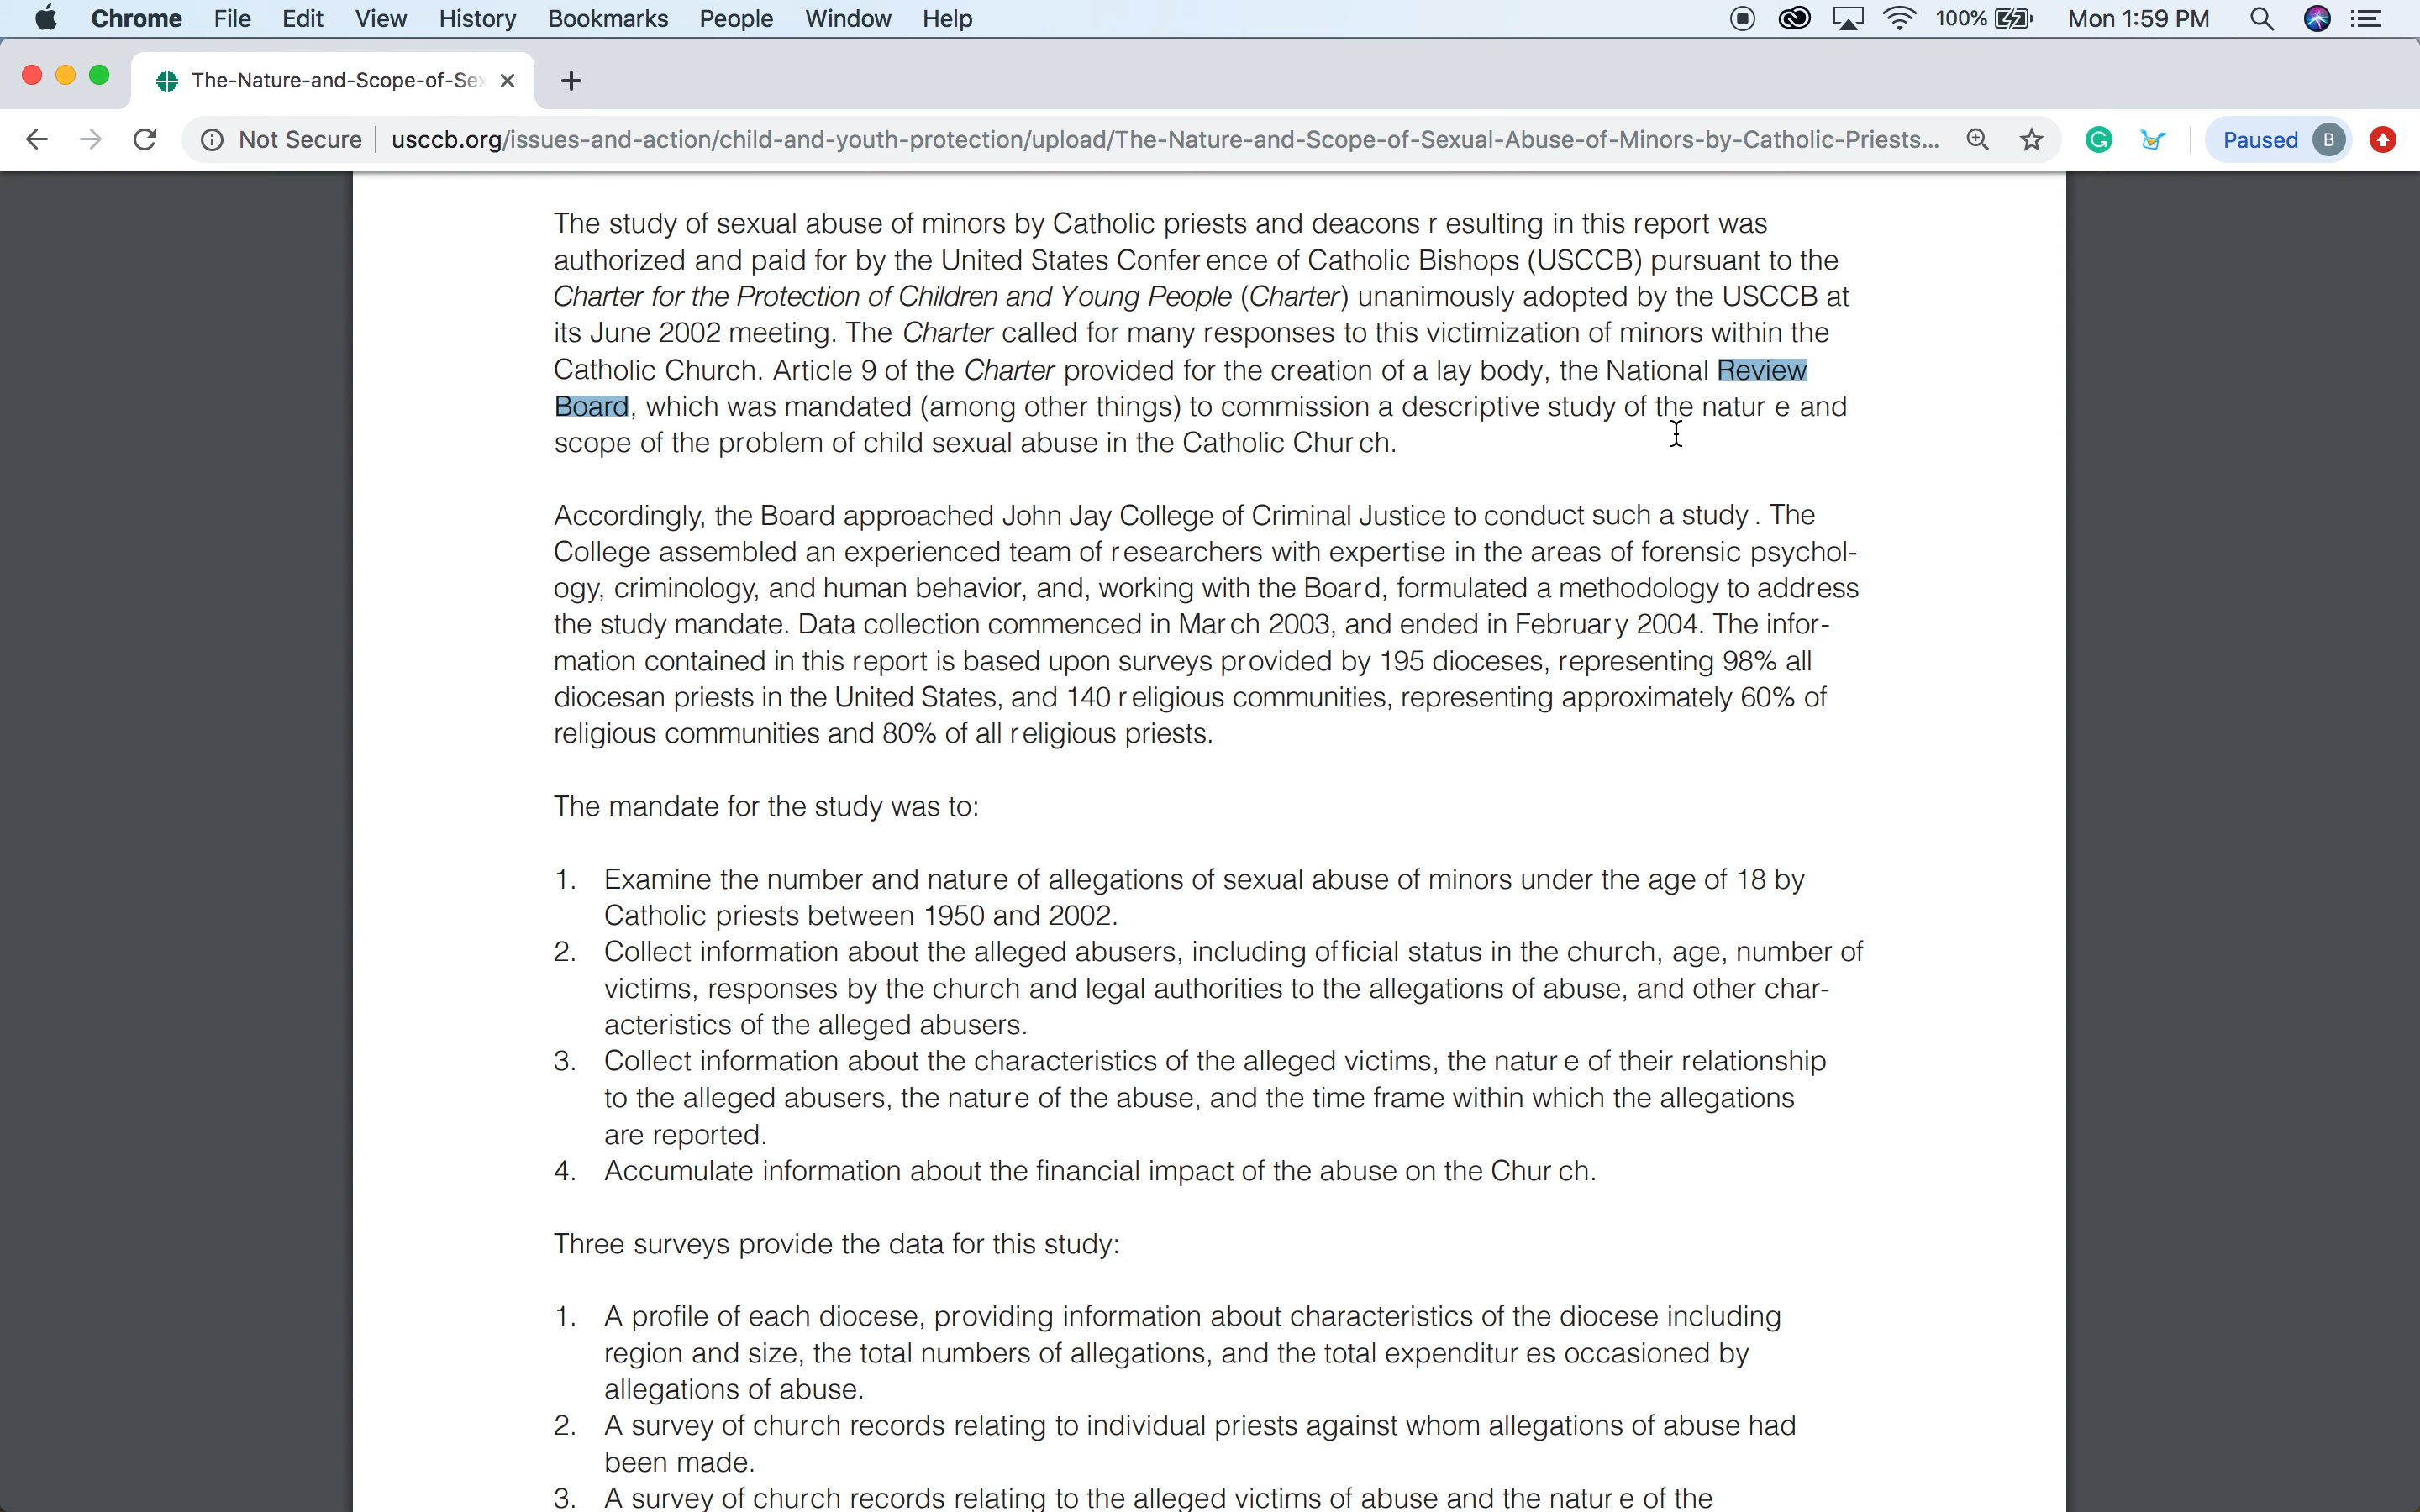 Chrome File Edit View History Bookmarks People Window Help 100% Mon 1:59 PM
The-Nature-and-Scope-of-Sex
Not Secure usccb.org/issues-and-action/child-and-youth-protection/upload/The-Nature-and-Scope-of-Sexual-Abuse-of-Minors-by-Catholic-Priests... Paused B
The study of sexual abuse of minors by Catholic priests and deacons r esulting in this report was
authorized and paid for by the United States Confer ence of Catholic Bishops (USCCB) pursuant to the
Charter for the Protection of Children and Young People (Charter) unanimously adopted by the USCCB at
its June 2002 meeting. The Charter called for many responses to this victimization of minors within the
Catholic Church. Article 9 of the Charter provided for the creation of a lay body, the National Review
Board, which was mandated (among other things) to commission a descriptive study of the natur e and
scope of the problem of child sexual abuse in the Catholic Chur ch.
Accordingly, the Board approached John Jay College of Criminal Justice to conduct such a study . The
College assembled an experienced team of researchers with expertise in the areas of forensic psychol-
ogy, criminology, and human behavior, and, working with the Board, formulated a methodology to address
the study mandate. Data collection commenced in Mar ch 2003, and ended in Februar y 2004. The infor-
mation contained in this report is based upon surveys provided by 195 dioceses, representing 98% all
diocesan priests in the United States, and 140 r eligious communities, representing approximately 60% of
religious communities and 80% of all r eligious priests.
The mandate for the study was to:
1. Examine the number and nature of allegations of sexual abuse of minors under the age of 18 by
Catholic priests between 1950 and 2002.
2. Collect information about the alleged abusers, including official status in the church, age, number of
victims, responses by the church and legal authorities to the allegations of abuse, and other char-
acteristics of the alleged abusers.
3. Collect information about the characteristics of the alleged victims, the natur e of their relationship
to the alleged abusers, the nature of the abuse, and the time frame within which the allegations
are reported.
4. Accumulate information about the financial impact of the abuse on the Chur ch.
Three surveys provide the data for this study:
1. A profile of each diocese, providing information about characteristics of the diocese including
region and size, the total numbers of allegations, and the total expenditur es occasioned by
allegations of abuse.
2. A survey of church records relating to individual priests against whom allegations of abuse had
been made.
3. A survey of church records relating to the alleged victims of abuse and the natur e of the